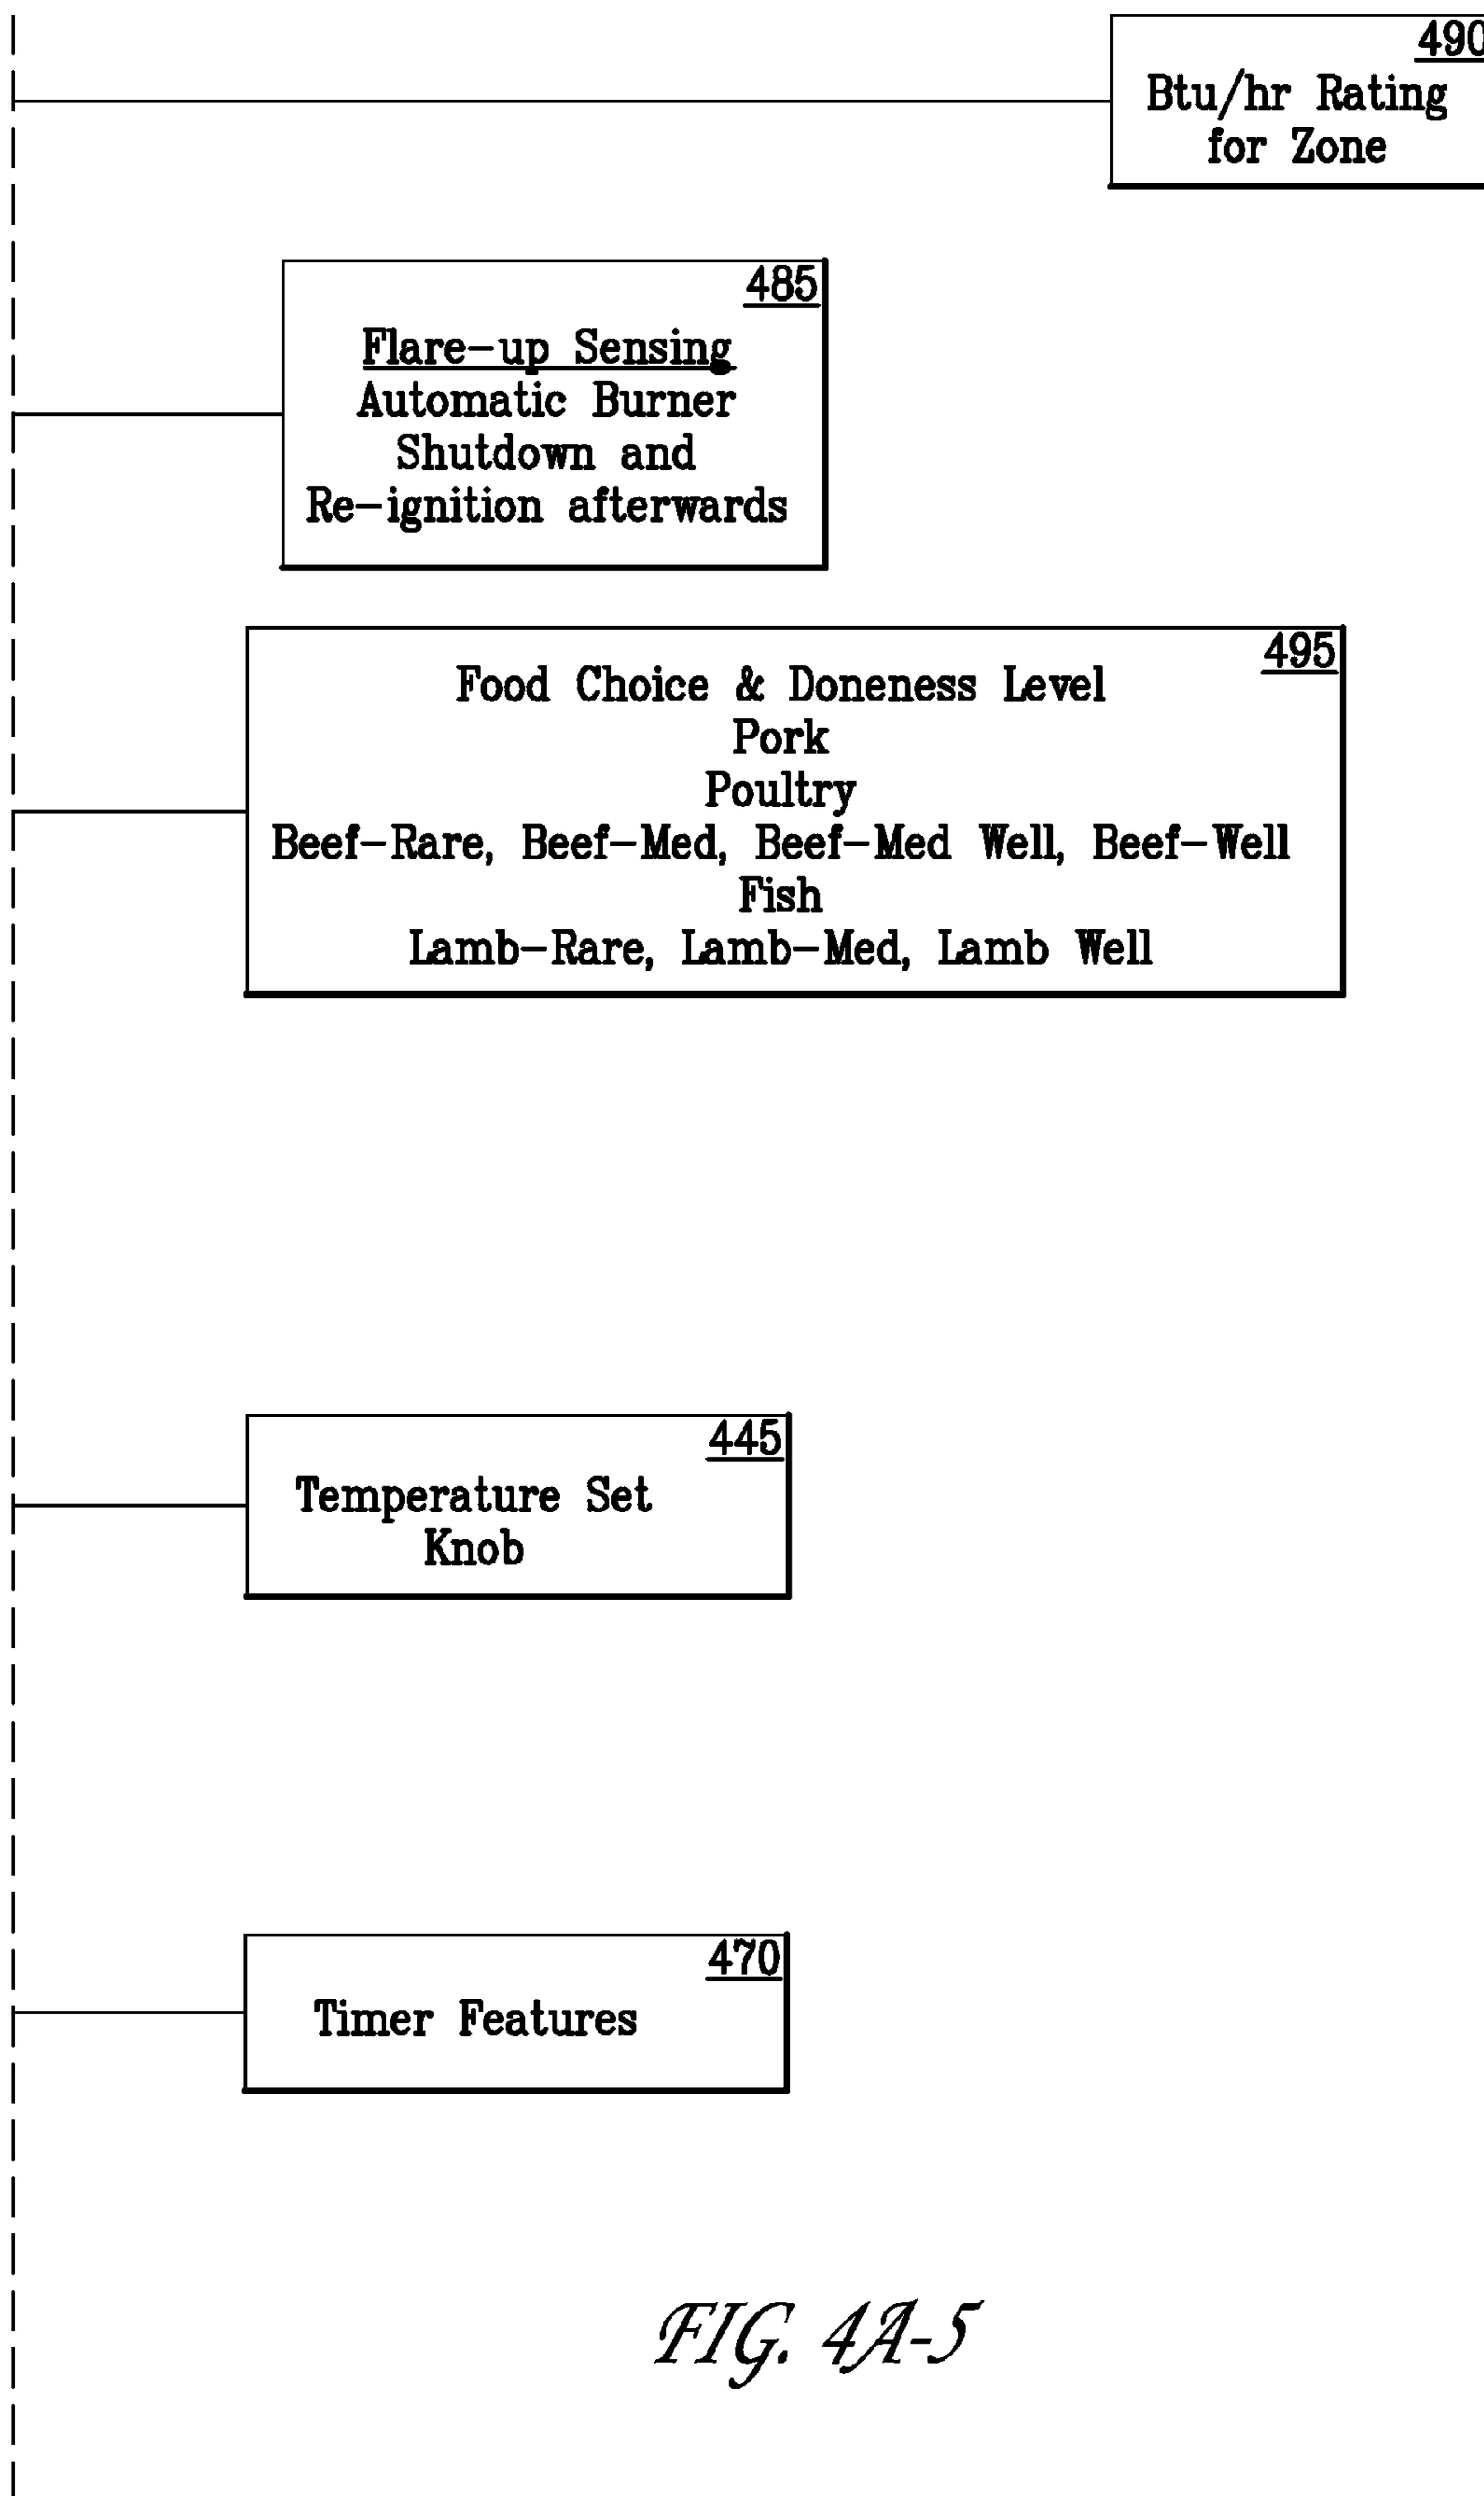 490
Btu/hr Rating
for Zone
485
Flare-up Sensing
Automatic Burner
Shutdown and
Re-ignition afterwards
495
Food Choice & Doneness Level
Pork
Poultry
Beef-Rare, Beef-Med, Beef-Med Well, Beef-Well
Fish
Lamb-Rare, Lamb-Med, Lamb Well
445
Temperature Set
Knob
470
Timer Features
FIG. 4A-5